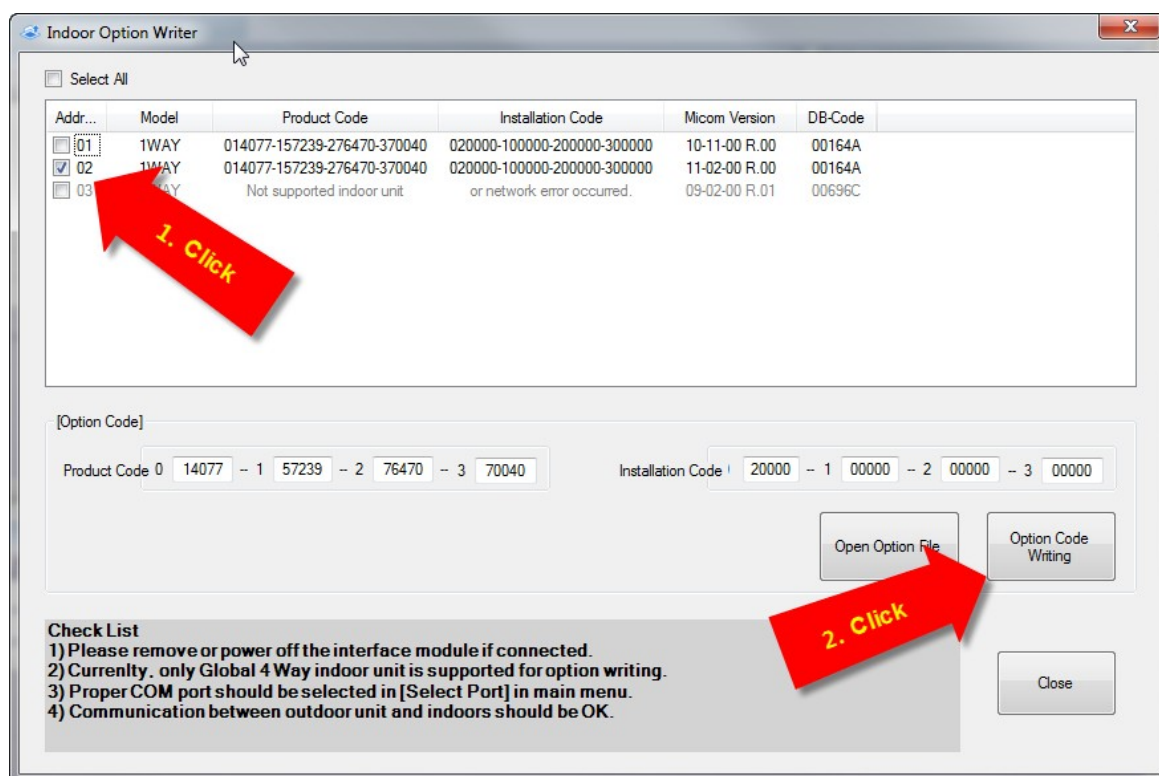 Indoor Option Writer
Select All
Addr... Model Product Code Installation Code Micom Version DB-Code
01 1WAY 014077-157239-276470-370040 020000-100000-200000-300000 10-11-00 R.00 00164A
02 1WAY 014077-157239-276470-370040 020000-100000-200000-300000 11-02-00 R.00 00164A
03 WAY Not supported indoor unit or network error occurred. 09-02-00 R.01 00696C
1. Click
[Option Code]
Product Code 0 14077 -- 1 57239 -- 2 76470 -- 3 70040 Installation Code 20000 -- 1 00000 -- 2 00000 -- 3 00000
Open Option File Option Code Writing
2. Click
Check List
1) Please remove or power off the interface module if connected.
2) Currenlty, only Global 4 Way indoor unit is supported for option writing.
3) Proper COM port should be selected in [Select Port] in main menu.
4) Communication between outdoor unit and indoors should be OK.
Close